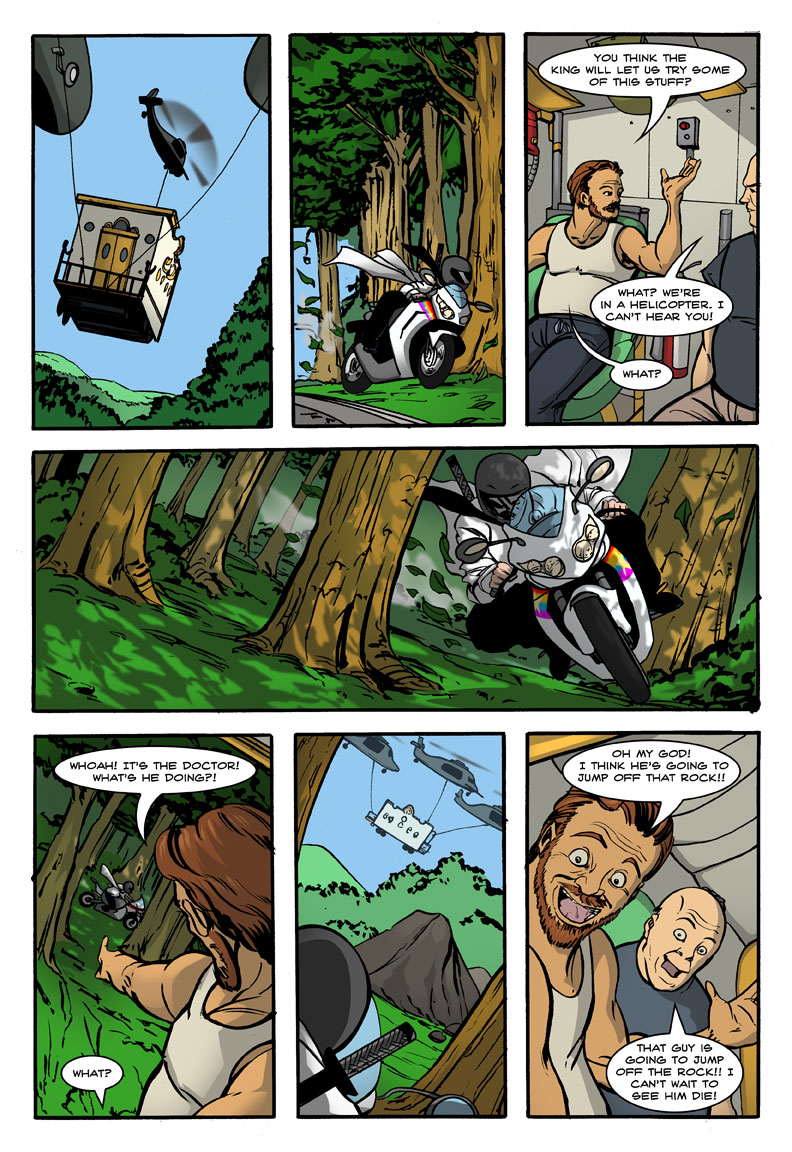 YOU THINK THE
KING WILL LET US TRY SOME
OF THIS STUFF?
WHAT? WE'RE
IN A HELICOPTER. I
CAN'T HEAR YOU!
WHAT?
WHOAH! IT'S THE DOCTOR!
WHAT'S HE DOING?!
WHAT?
OH MY GOD!
I THINK HE'S GOING TO
JUMP OFF THAT ROCK!!
THAT GUY IS
GOING TO JUMP
OFF THE ROCK!! I
CAN'T WAIT TO
SEE HIM DIE!